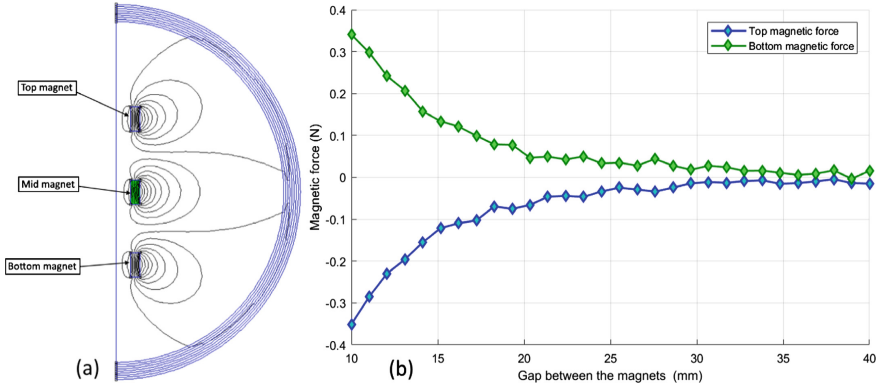 Top magnet
Mid magnet
Bottom magnet
(a)
Magnetic force (N)
0.4
0.3
0.2
0.1
0
-0.1
-0.2
-0.3
-0.4
10
15
20
25
30
35
40
Gap between the magnets (mm)
Top magnetic force
Bottom magnetic force
(b)